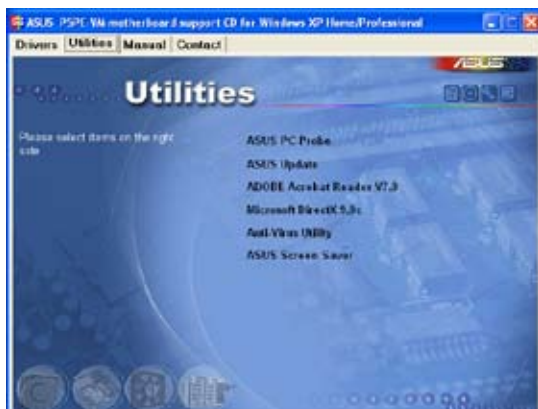 ASUS P5PE-VM motherboard support CD for Windows XP Home/Professional
Drivers Utilities Manual Contact
ASUS
Utilities
Please select items on the right
side
ASUS PC Probe
ASUS Update
ADOBE Acrobat Reader V7.0
Microsoft DirectX 9.0c
Anti-Virus Utility
ASUS Screen Saver